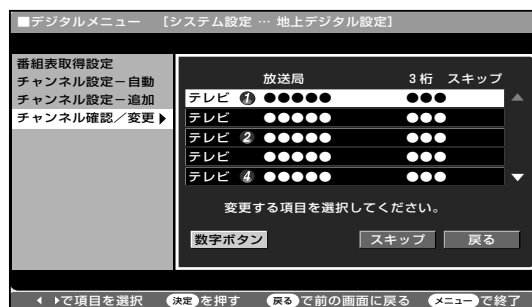 ■デジタルメニュー [システム設定 … 地上デジタル設定]
番組表取得設定
チャンネル設定－自動
チャンネル設定－追加
チャンネル確認／変更▶
放送局 3桁 スキップ
テレビ ❶ ●●●●● ●●● ▲
テレビ ●●●●● ●●●
テレビ ❷ ●●●●● ●●●
テレビ ●●●●● ●●●
テレビ ❹ ●●●●● ●●● ▼
変更する項目を選択してください。
数字ボタン スキップ 戻る
◀ ▶で項目を選択 決定を押す 戻るで前の画面に戻る メニューで終了